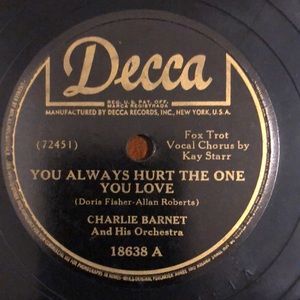 Decca
REG. U.S. PAT. OFF.
MARCA REGISTRADA
MANUFACTURED BY DECCA RECORDS, INC., NEW YORK, U.S.A.
Fox Trot
(72451)
Vocal Chorus by
Kay Starr
YOU ALWAYS HURT THE ONE
YOU LOVE
(Doris Fisher-Allan Roberts)
CHARLIE BARNET
And His Orchestra
18638 A